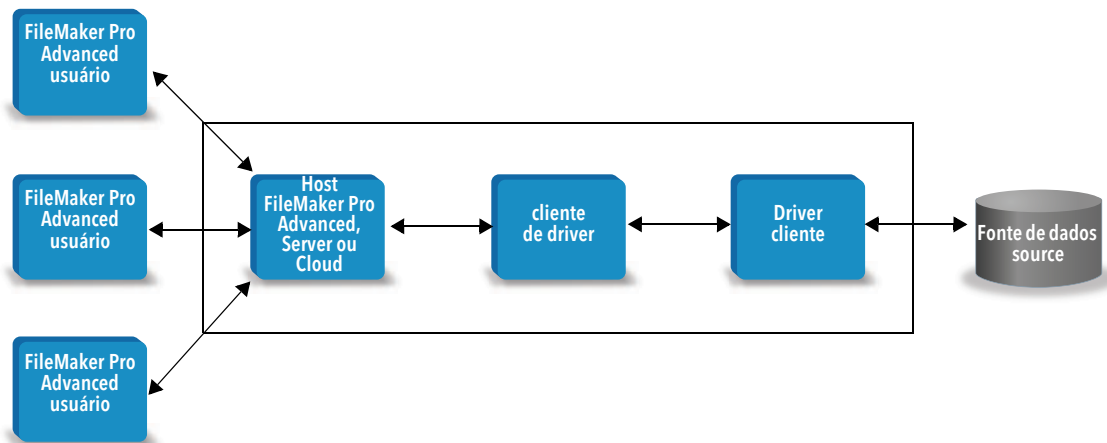 FileMaker Pro
Advanced
usuário
FileMaker Pro
Advanced
usuário
Host
FileMaker Pro
Advanced,
Server ou
Cloud
cliente
de driver
Driver
cliente
Fonte de dados
source
FileMaker Pro
Advanced
usuário